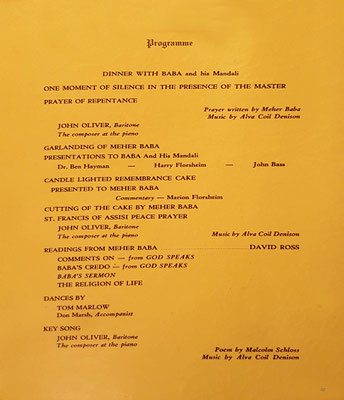 Programme
DINNER WITH BABA and his Mandali
ONE MOMENT OF SILENCE IN THE PRESENCE OF THE MASTER
PRAYER OF REPENTANCE
Prayer written by Meher Baba
Music by Alva Coil Denison
JOHN OLIVER, Baritone
The composer at the piano
GARLANDING OF MEHER BABA
PRESENTATIONS TO BABA And His Mandali
Dr. Ben Hayman — Harry Florsheim — John Bass
CANDLE LIGHTED REMEMBRANCE CAKE
PRESENTED TO MEHER BABA
Commentary — Marion Florsheim
CUTTING OF THE CAKE BY MEHER BABA
ST. FRANCIS OF ASSISI PEACE PRAYER
JOHN OLIVER, Baritone
The composer at the piano Music by Alva Coil Denison
READINGS FROM MEHER BABA ........................ DAVID ROSS
COMMENTS ON — from GOD SPEAKS
BABA'S CREDO — from GOD SPEAKS
BABA'S SERMON
THE RELIGION OF LIFE
DANCES BY
TOM MARLOW
Don Marsh, Accompanist
KEY SONG
JOHN OLIVER, Baritone
The composer at the piano
Poem by Malcolm Schloss
Music by Alva Coil Denison